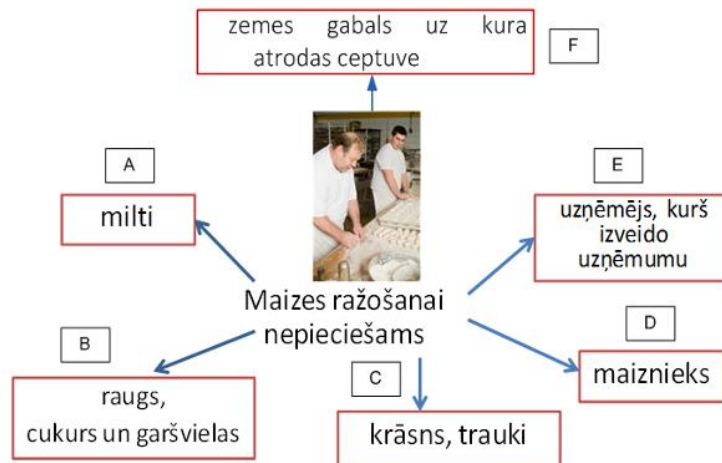 zemes gabals uz kura
atrodas ceptuve
F
A
milti
E
uzņēmējs, kurš
izveido
uzņēmumu
Maizes ražošanai
nepieciešams
B
raugs,
cukurs un garšvielas
C
krāsns, trauki
D
maiznieks